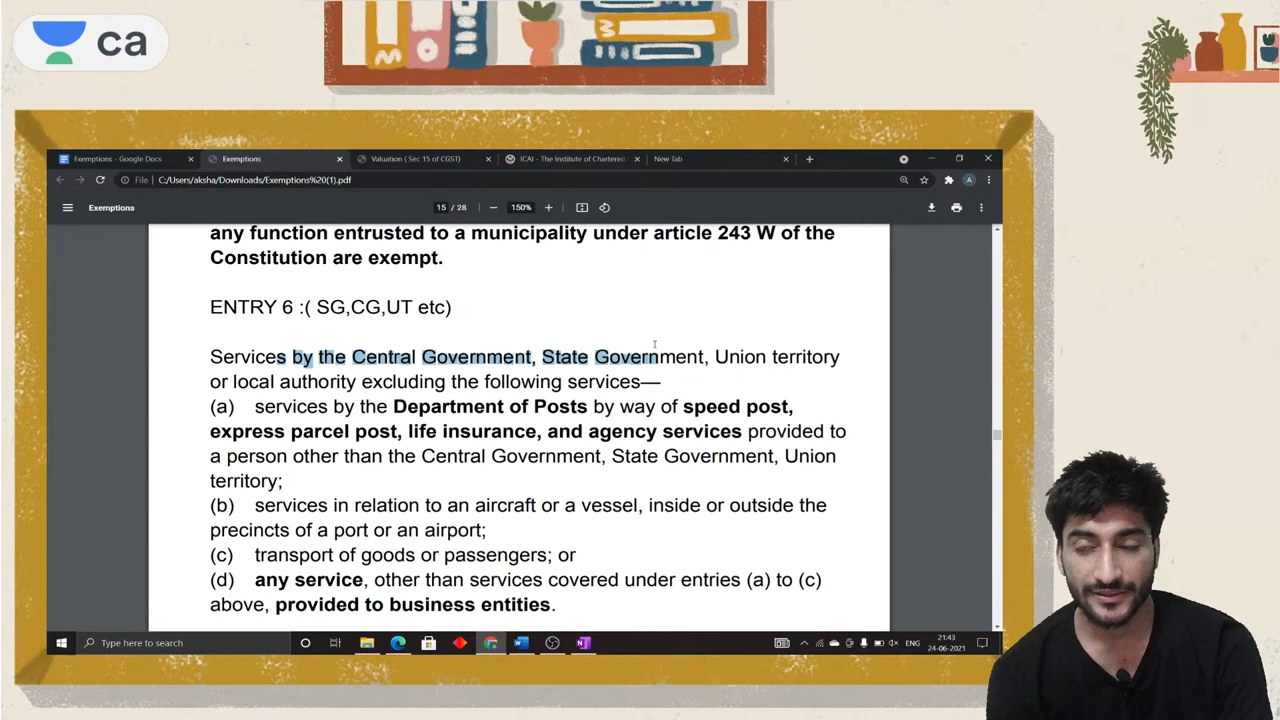 ca
Exemptions - Google Docs
Exemptions
Valuation ( Sec 15 of CGST)
ICAI - The Institute of Chartered
New Tab
File
C:/Users/aksha/Downloads/Exemptions%20(1).pdf
A
Exemptions
15 / 28
150%
any function entrusted to a municipality under article 243 W of the
Constitution are exempt.
ENTRY 6 :( SG,CG,UT etc)
Services by the Central Government, State Government, Union territory
or local authority excluding the following services—
(a) services by the Department of Posts by way of speed post,
express parcel post, life insurance, and agency services provided to
a person other than the Central Government, State Government, Union
territory;
(b) services in relation to an aircraft or a vessel, inside or outside the
precincts of a port or an airport;
(c) transport of goods or passengers; or
(d) any service, other than services covered under entries (a) to (c)
above, provided to business entities.
Type here to search
ENG
21:43
24-06-2021